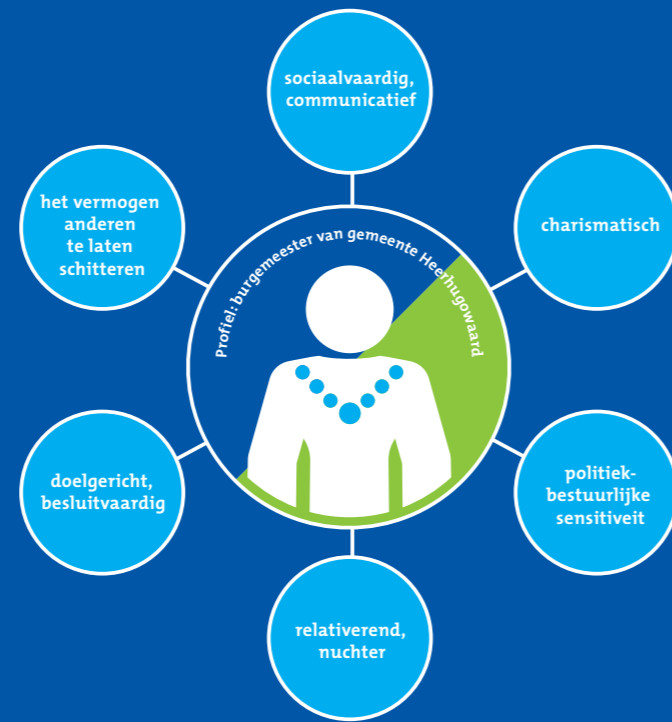 sociaalvaardig,
communicatief
het vermogen
anderen
te laten
schitteren
charismatisch
Profiel: burgemeester van gemeente Heerhugowaard
doelgericht,
besluitvaardig
politiek-
bestuurlijke
sensitiveit
relativerend,
nuchter